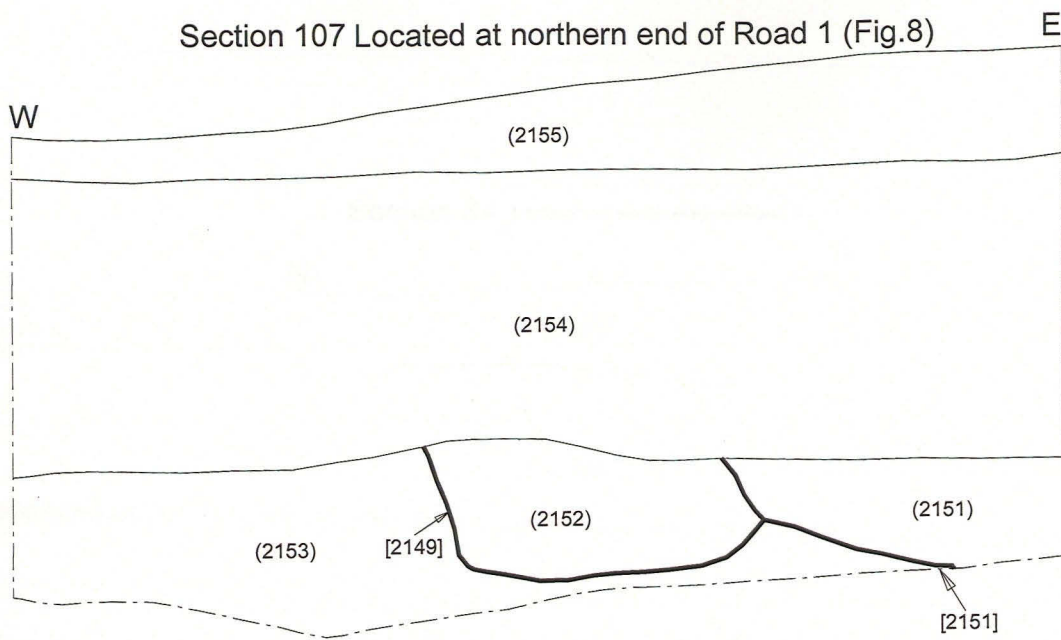 Section 107 Located at northern end of Road 1 (Fig.8)
E
W
(2155)
(2154)
(2153)
[2149]
(2152)
(2151)
[2151]